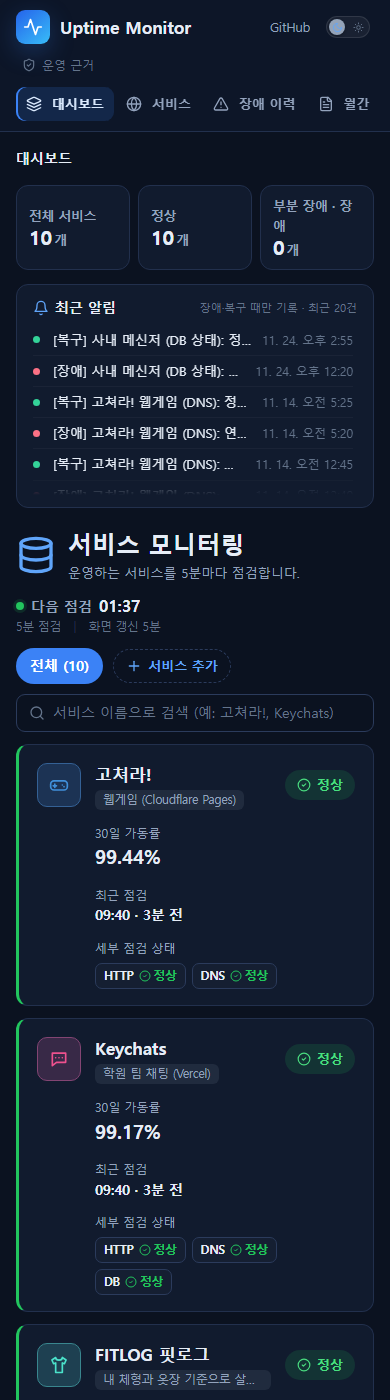 Uptime Monitor
GitHub
운영 근거
대시보드 서비스 장애 이력 월간
대시보드
전체 서비스
10개
정상
10개
부분 장애 · 장애
0개
최근 알림 장애·복구 때만 기록 · 최근 20건
[복구] 사내 메신저 (DB 상태): 정... 11. 24. 오후 2:55
[장애] 사내 메신저 (DB 상태): ... 11. 24. 오후 12:20
[복구] 고쳐라! 웹게임 (DNS): 정... 11. 14. 오전 5:25
[장애] 고쳐라! 웹게임 (DNS): 연... 11. 14. 오전 5:20
[복구] 고쳐라! 웹게임 (DNS): ... 11. 14. 오전 12:45
서비스 모니터링
운영하는 서비스를 5분마다 점검합니다.
다음 점검 01:37
5분 점검 | 화면 갱신 5분
전체 (10) + 서비스 추가
서비스 이름으로 검색 (예: 고쳐라!, Keychats)
고쳐라!
웹게임 (Cloudflare Pages)
정상
30일 가동률
99.44%
최근 점검
09:40 · 3분 전
세부 점검 상태
HTTP 정상 DNS 정상
Keychats
학원 팀 채팅 (Vercel)
정상
30일 가동률
99.17%
최근 점검
09:40 · 3분 전
세부 점검 상태
HTTP 정상 DNS 정상
DB 정상
FITLOG 핏로그
내 체형과 옷장 기준으로 살...
정상